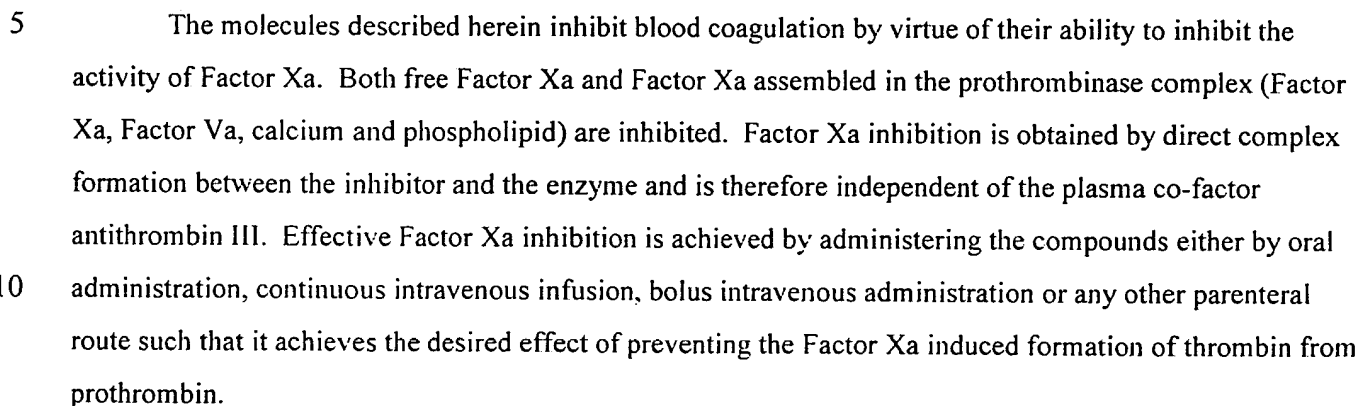 5 The molecules described herein inhibit blood coagulation by virtue of their ability to inhibit the
activity of Factor Xa. Both free Factor Xa and Factor Xa assembled in the prothrombinase complex (Factor
Xa, Factor Va, calcium and phospholipid) are inhibited. Factor Xa inhibition is obtained by direct complex
formation between the inhibitor and the enzyme and is therefore independent of the plasma co-factor
antithrombin III. Effective Factor Xa inhibition is achieved by administering the compounds either by oral
10 administration, continuous intravenous infusion, bolus intravenous administration or any other parenteral
route such that it achieves the desired effect of preventing the Factor Xa induced formation of thrombin from
prothrombin.